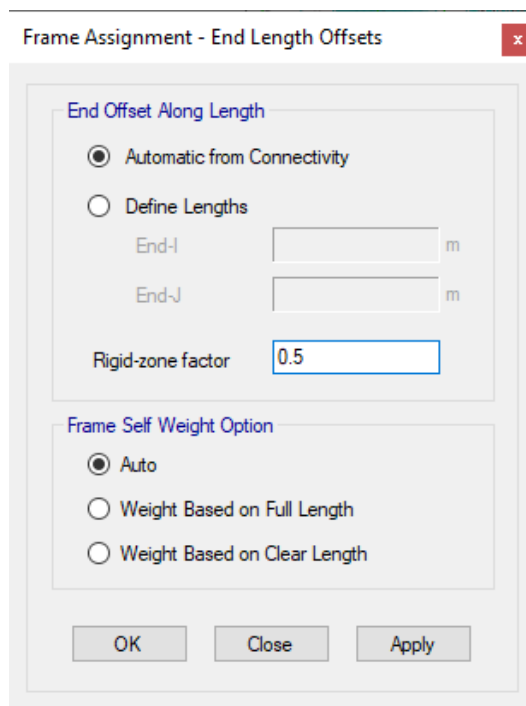 Frame Assignment - End Length Offsets
x
End Offset Along Length
Automatic from Connectivity
Define Lengths
End-I m
End-J m
Rigid-zone factor 0.5
Frame Self Weight Option
Auto
Weight Based on Full Length
Weight Based on Clear Length
OK Close Apply